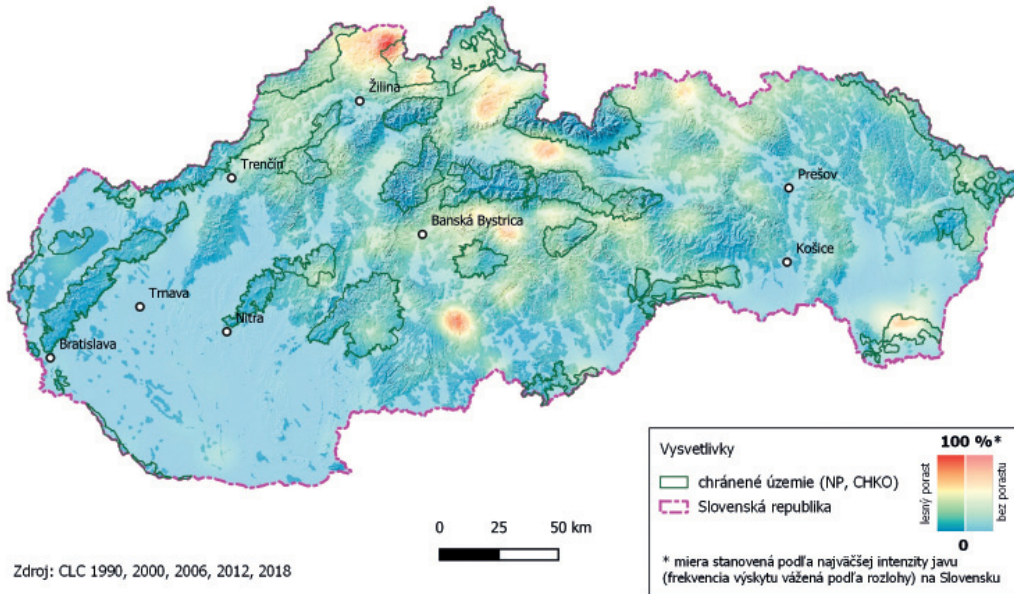 Žilina
Trenčín
Prešov
Banská Bystrica
Košice
Trnava
Nitra
Bratislava
Vysvetlivky
100 %*
chránené územie (NP, CHKO)
Slovenská republika
lesný porast
bez porastu
0
0 25 50 km
* miera stanovená podľa najväčšej intenzity javu
(frekvencia výskytu vážená podľa rozlohy) na Slovensku
Zdroj: CLC 1990, 2000, 2006, 2012, 2018